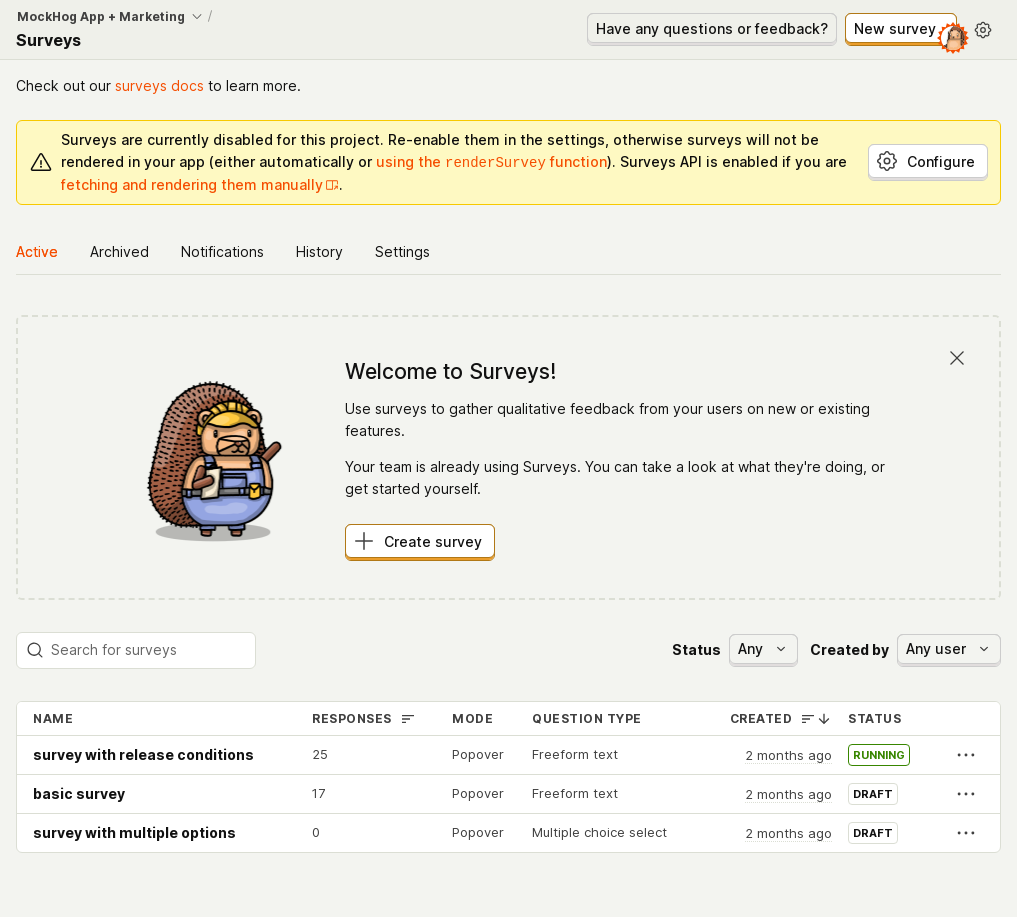 MockHog App + Marketing /
Surveys
Have any questions or feedback?
New survey
Check out our surveys docs to learn more.
Surveys are currently disabled for this project. Re-enable them in the settings, otherwise surveys will not be
rendered in your app (either automatically or using the renderSurvey function). Surveys API is enabled if you are
fetching and rendering them manually.
Configure
Active Archived Notifications History Settings
Welcome to Surveys!
Use surveys to gather qualitative feedback from your users on new or existing
features.
Your team is already using Surveys. You can take a look at what they're doing, or
get started yourself.
Create survey
Search for surveys
Status Any Created by Any user
NAME RESPONSES MODE QUESTION TYPE CREATED STATUS
survey with release conditions 25 Popover Freeform text 2 months ago RUNNING
basic survey 17 Popover Freeform text 2 months ago DRAFT
survey with multiple options 0 Popover Multiple choice select 2 months ago DRAFT